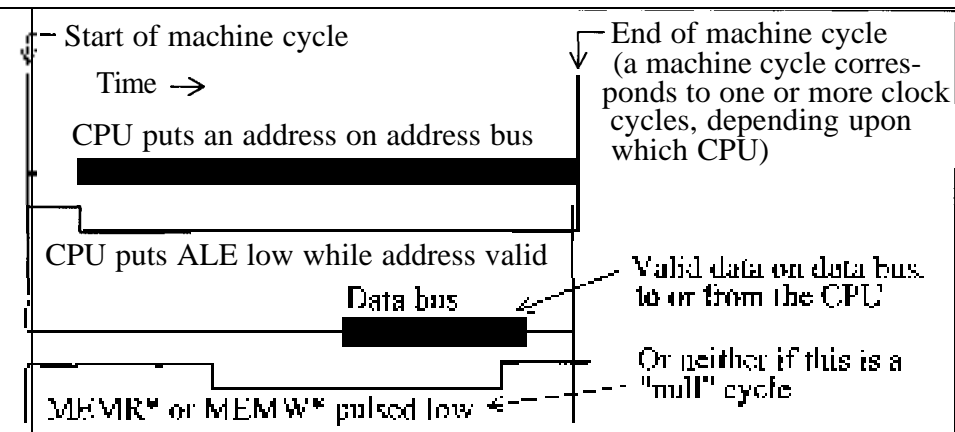 Start of machine cycle
End of machine cycle
(a machine cycle corres-
ponds to one or more clock
cycles, depending upon
which CPU)
Time
CPU puts an address on address bus
CPU puts ALE low while address valid
Valid data on data bus.
to or from the CPU
Data bus
Or neither if this is a
"null" cycle
MEMR* or MEMW* pulsed low